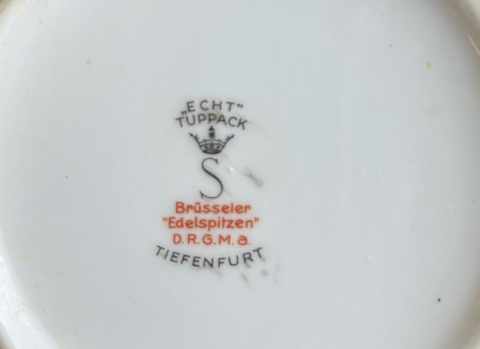 „ECHT"
TUPPACK
S
Brüsseler
"Edelspitzen"
D.R.G.M. a.
TIEFENFURT